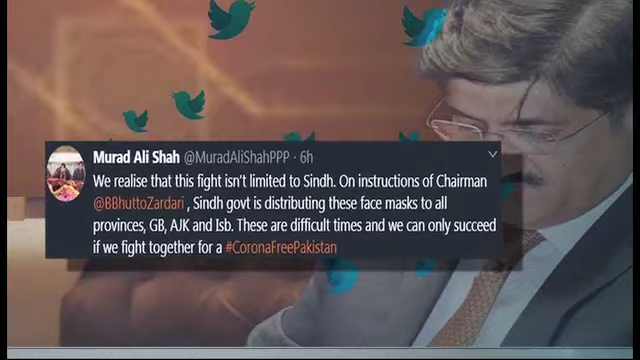 Murad Ali Shah @MuradAliShahPPP · 6h
We realise that this fight isn't limited to Sindh. On instructions of Chairman
@BBhuttoZardari , Sindh govt is distributing these face masks to all
provinces, GB, AJK and Isb. These are difficult times and we can only succeed
if we fight together for a #CoronaFreePakistan